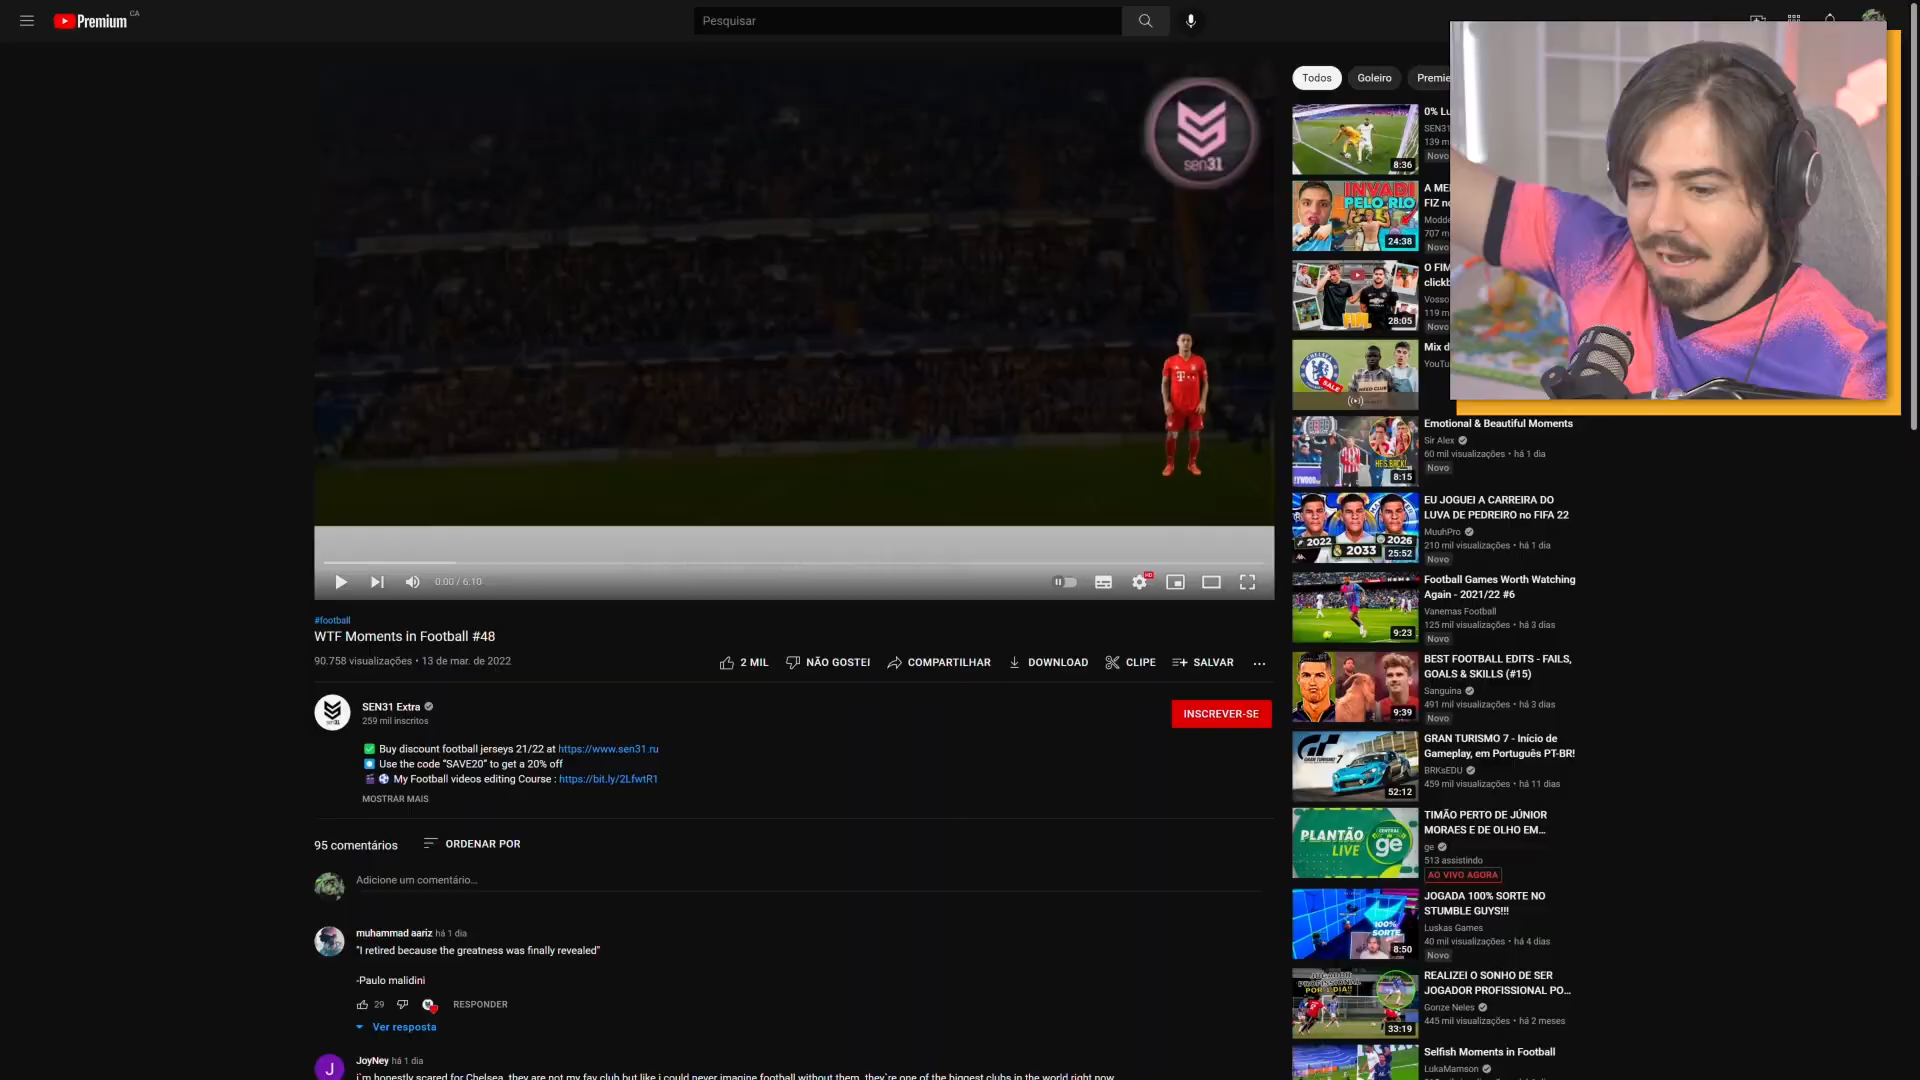 Premium CA
Pesquisar
sen31
0:00 / 6:10
HD
#football
WTF Moments in Football #48
90.758 visualizações • 13 de mar. de 2022
2 MIL
NÃO GOSTEI
COMPARTILHAR
DOWNLOAD
CLIPE
SALVAR
SEN31 Extra
259 mil inscritos
INSCREVER-SE
Buy discount football jerseys 21/22 at https://www.sen31.ru
Use the code “SAVE20” to get a 20% off
My Football videos editing Course : https://bit.ly/2LfwtR1
MOSTRAR MAIS
95 comentários
ORDENAR POR
Adicione um comentário...
muhammad aariz há 1 dia
"I retired because the greatness was finally revealed"
-Paulo malidini
29
RESPONDER
Ver resposta
J
JoyNey há 1 dia
i`m honestly scared for Chelsea, they are not my fav club but like i could never imagine football without them, they`re one of the biggest clubs in the world right now
Todos
Goleiro
Premie
8:36
0% Lu
SEN31
139 m
Novo
INVADI
PELO RIO
24:38
A ME
FIZ no
Modde
707 m
Novo
28:05
O FIM
clickb
Vosso
119 m
Novo
CHELSEA
SALE
NEED CLUB
Mix d
YouTu
HE'S BACK!
8:15
Emotional & Beautiful Moments
Sir Alex
60 mil visualizações • há 1 dia
Novo
2022
2033
2026
25:52
EU JOGUEI A CARREIRA DO
LUVA DE PEDREIRO no FIFA 22
MuuhPro
210 mil visualizações • há 1 dia
Novo
9:23
Football Games Worth Watching
Again - 2021/22 #6
Vanemas Football
125 mil visualizações • há 3 dias
Novo
9:39
BEST FOOTBALL EDITS - FAILS,
GOALS & SKILLS (#15)
Sanguina
491 mil visualizações • há 3 dias
Novo
GT
GRAN TURISMO 7
52:12
GRAN TURISMO 7 - Início de
Gameplay, em Português PT-BR!
BRKsEDU
459 mil visualizações • há 11 dias
PLANTÃO
LIVE
CENTRAL do
ge
TIMÃO PERTO DE JÚNIOR
MORAES E DE OLHO EM...
ge
513 assistindo
AO VIVO AGORA
100%
SORTE
8:50
JOGADA 100% SORTE NO
STUMBLE GUYS!!!
Luskas Games
40 mil visualizações • há 4 dias
Novo
JOGADOR
PROFISSIONAL
POR 1 DIA!!
33:19
REALIZEI O SONHO DE SER
JOGADOR PROFISSIONAL PO...
Gonze Neles
445 mil visualizações • há 2 meses
Selfish Moments in Football
LukaMamson